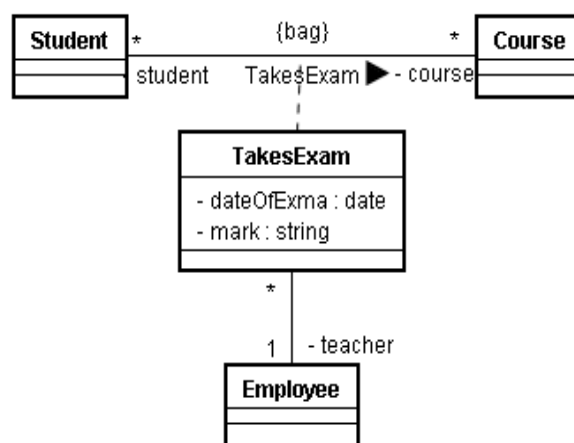 Student * {bag} * Course
- student TakesExam ▶ - course
TakesExam
- dateOfExma : date
- mark : string
*
1 - teacher
Employee